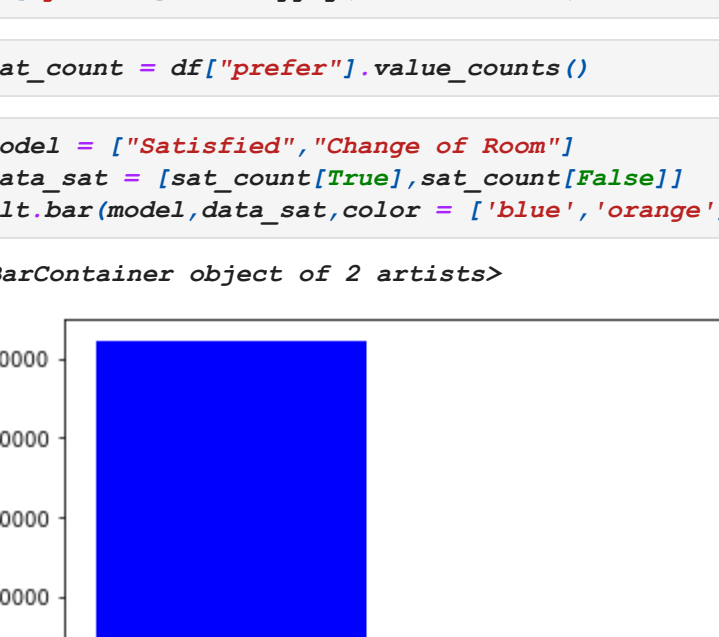 at_count = df["prefer"].value_counts()
odel = ["Satisfied","Change of Room"]
ata_sat = [sat_count[True],sat_count[False]]
lt.bar(model,data_sat,color = ['blue','orange'
BarContainer object of 2 artists>
0000
0000
0000
0000